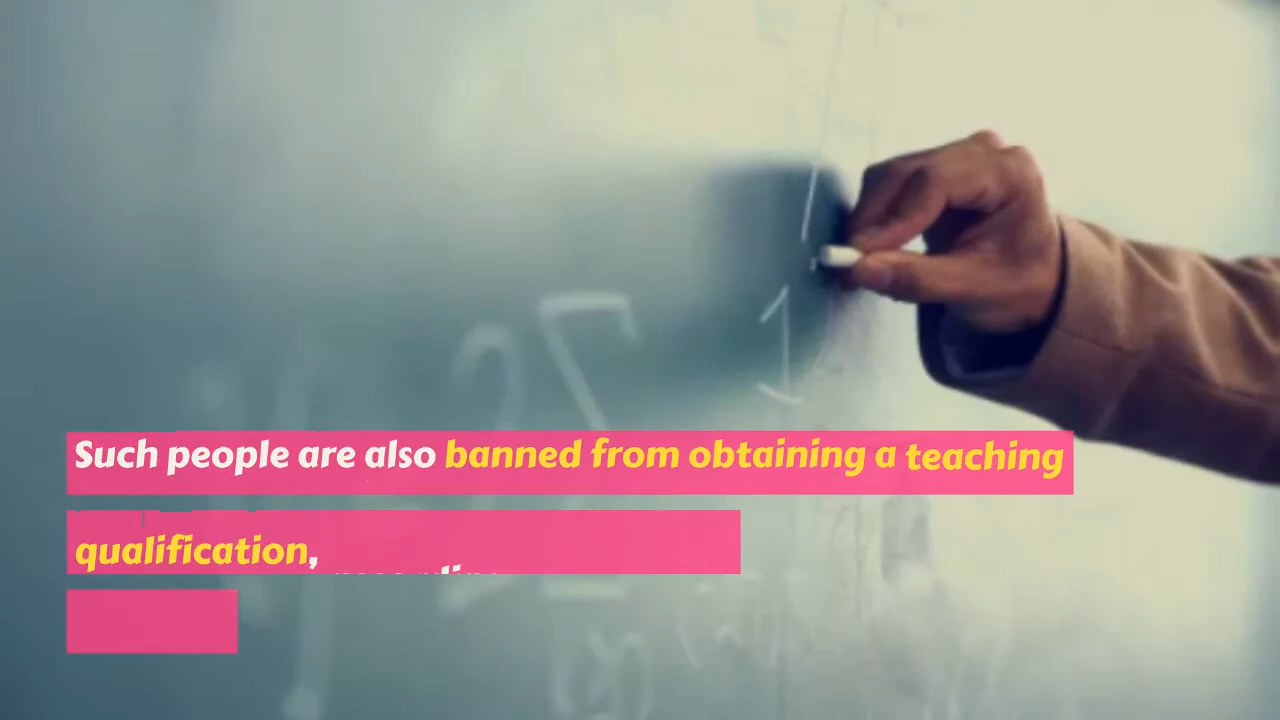 Such people are also banned from obtaining a teaching
qualification,